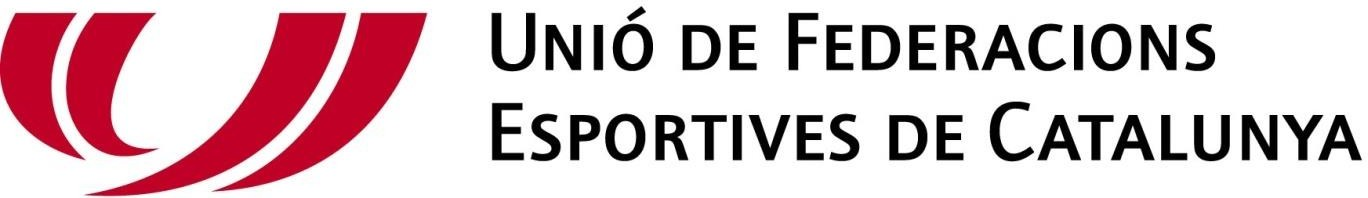 Unió de Federacions
Esportives de Catalunya